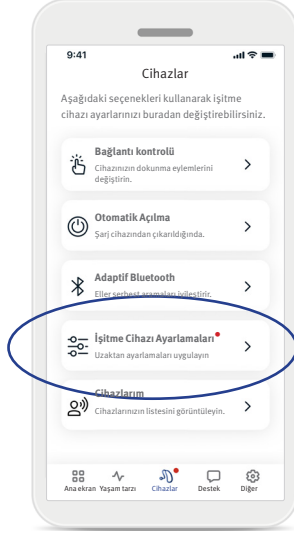 9:41
Cihazlar
Aşağıdaki seçenekleri kullanarak işitme
cihazı ayarlarınızı buradan değiştirebilirsiniz.
Bağlantı kontrolü
Cihazınızın dokunma eylemlerini
değiştirin.
Otomatik Açılma
Şarj cihazından çıkarıldığında.
Adaptif Bluetooth
Eller serbest aramaları iyileştirir.
İşitme Cihazı Ayarlamaları
Uzaktan ayarlamaları uygulayın
Cihazlarım
Cihazlarınızın listesini görüntüleyin.
Ana ekran Yaşam tarzı Cihazlar Destek Diğer